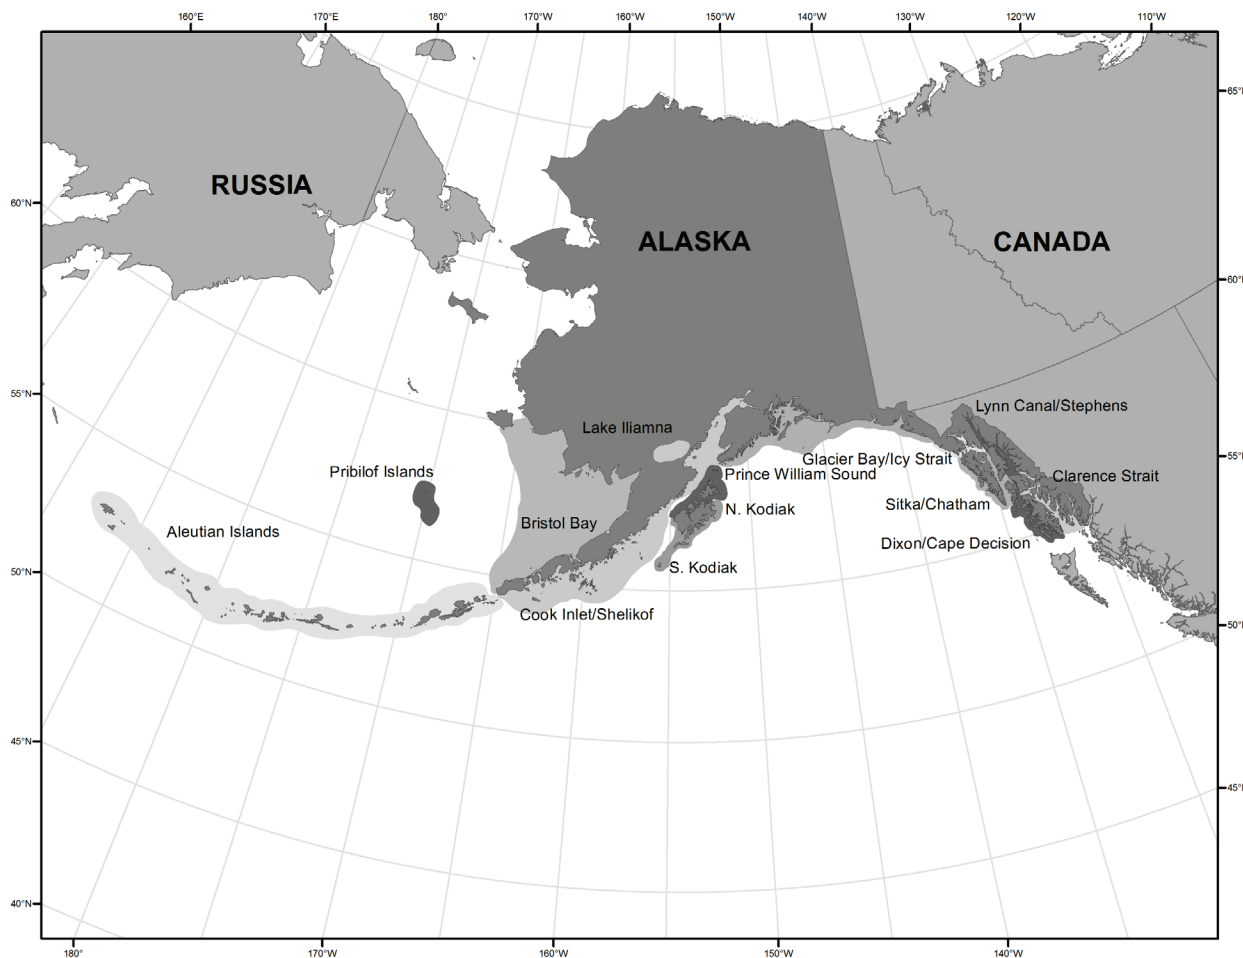 160°E 170°E 180° 170°W 160°W 150°W 140°W 130°W 120°W 110°W
65°N
RUSSIA
60°N
ALASKA
CANADA
60°N
55°N
Lynn Canal/Stephens
Lake Iliamna
55°N
Glacier Bay/Icy Strait
Pribilof Islands
Prince William Sound
Clarence Strait
Sitka/Chatham
N. Kodiak
Bristol Bay
Aleutian Islands
Dixon/Cape Decision
S. Kodiak
50°N
Cook Inlet/Shelikof
50°N
45°N
45°N
40°N
180° 170°W 160°W 150°W 140°W